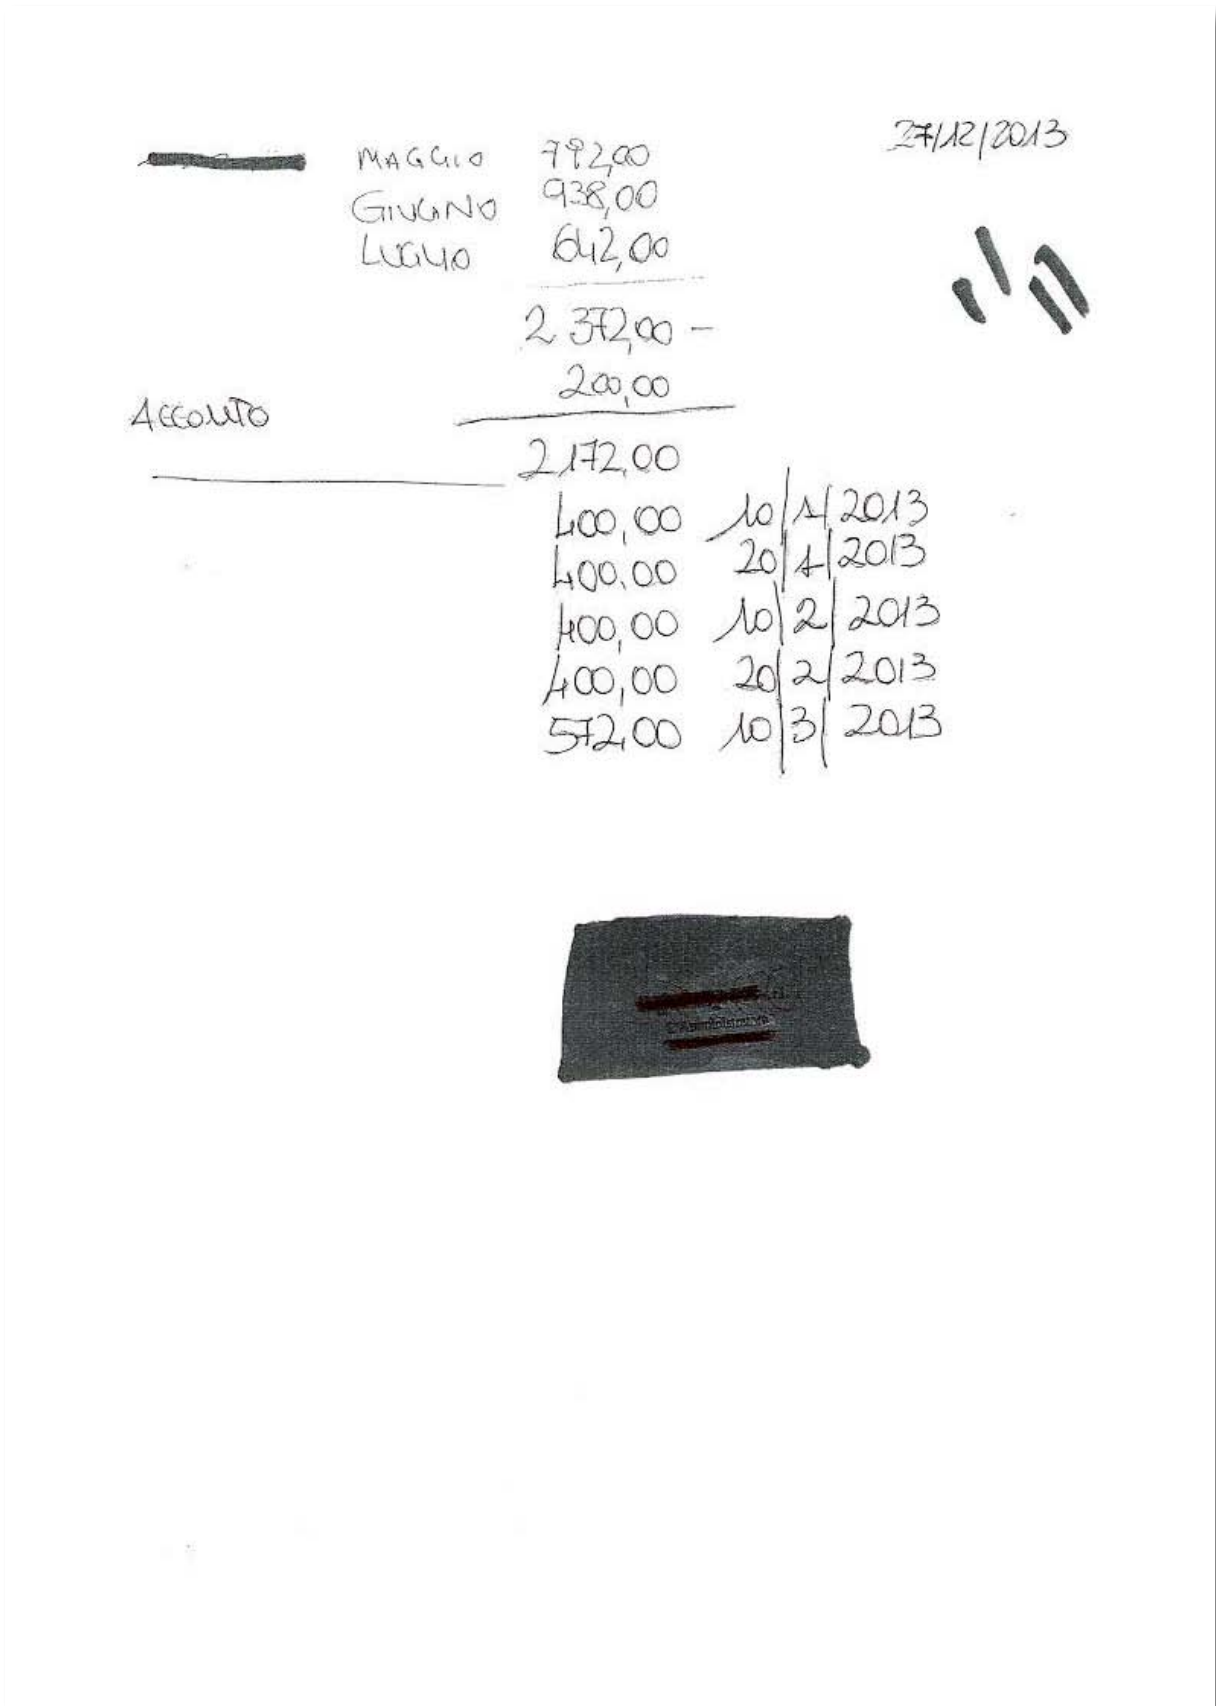 27/12/2013
MAGGIO 792,00
GIUGNO 938,00
LUGLIO 642,00
2 372,00 -
200,00
ACCONTO
2 172,00
400,00 10/1/2013
400,00 20/1/2013
400,00 10/2/2013
400,00 20/2/2013
572,00 10/3/2013
L'Amministratore